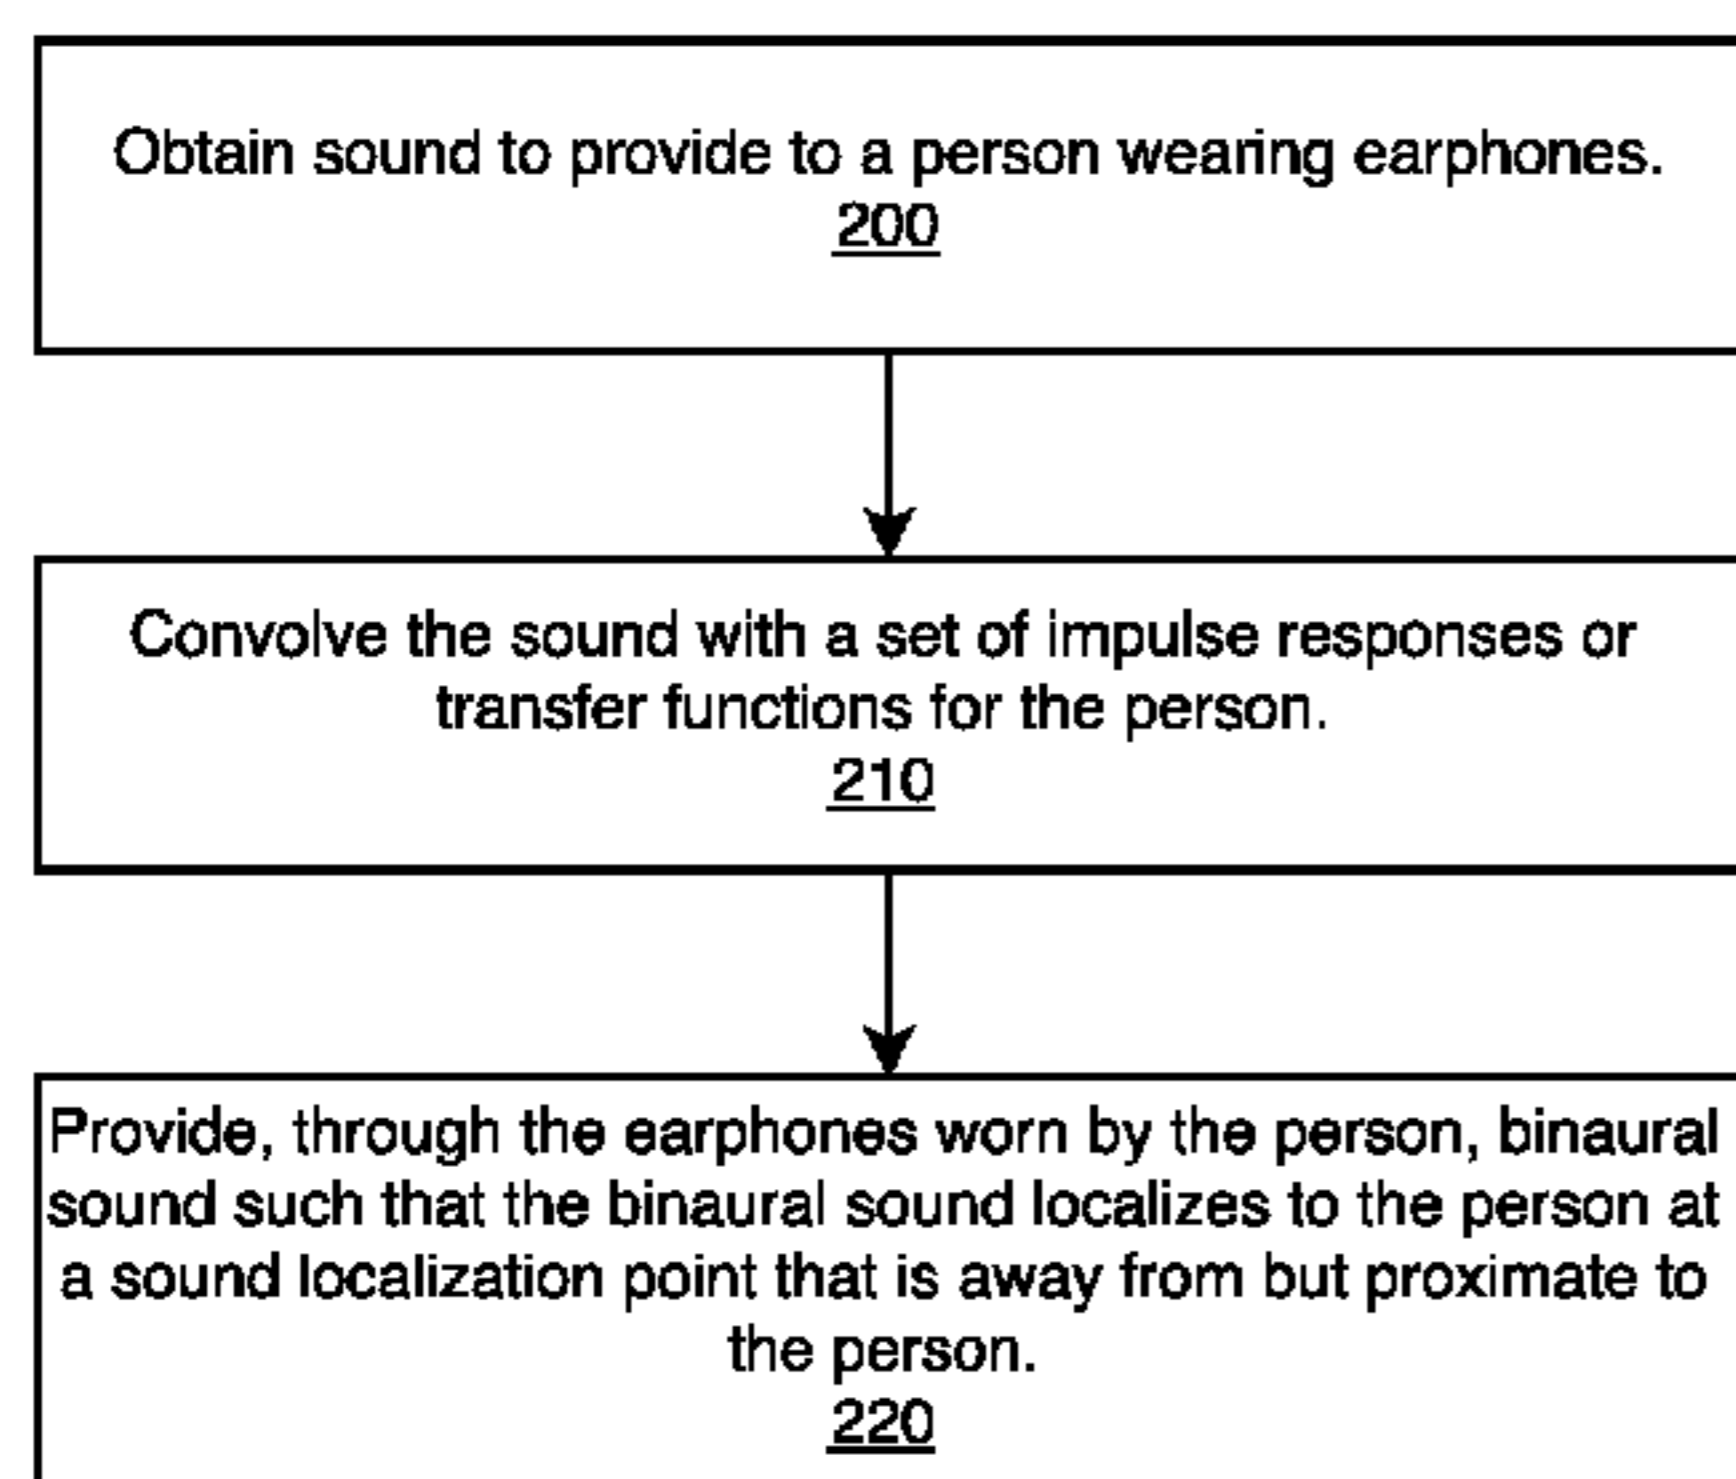 Obtain sound to provide to a person wearing earphones.
200
Convolve the sound with a set of impulse responses or
transfer functions for the person.
210
Provide, through the earphones worn by the person, binaural
sound such that the binaural sound localizes to the person at
a sound localization point that is away from but proximate to
the person.
220